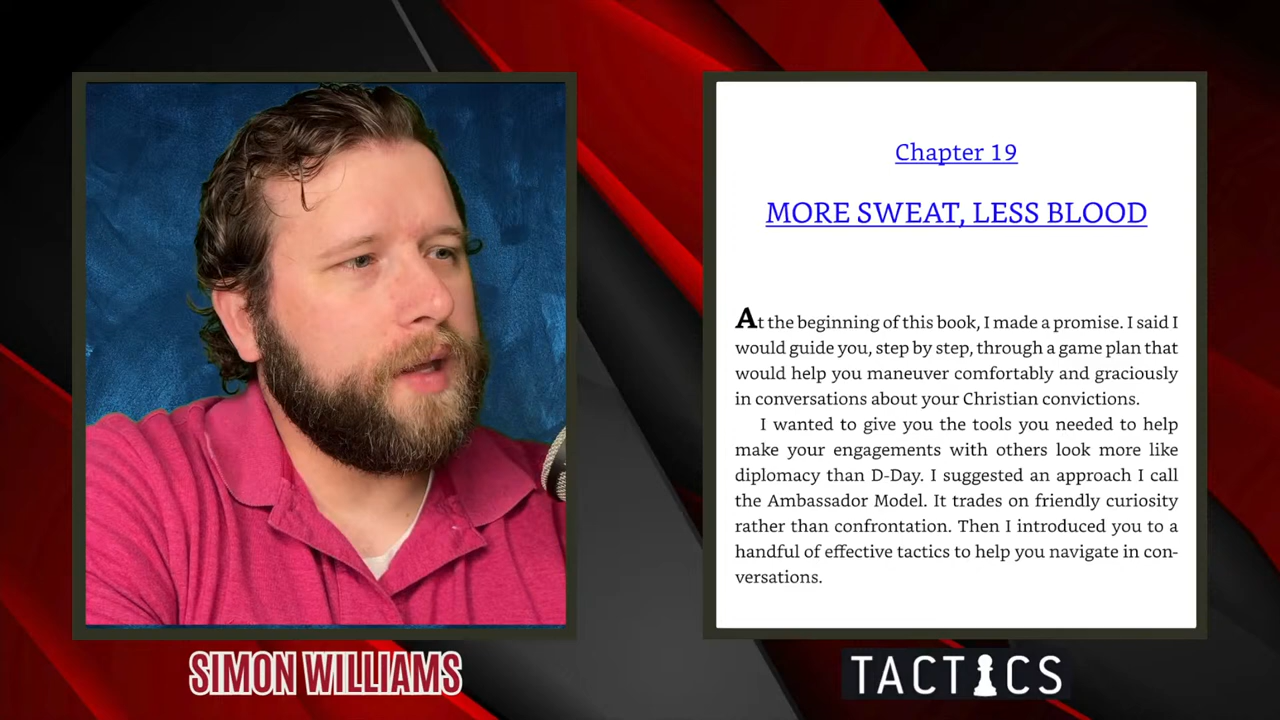 Chapter 19
MORE SWEAT, LESS BLOOD
At the beginning of this book, I made a promise. I said I
would guide you, step by step, through a game plan that
would help you maneuver comfortably and graciously
in conversations about your Christian convictions.
I wanted to give you the tools you needed to help
make your engagements with others look more like
diplomacy than D-Day. I suggested an approach I call
the Ambassador Model. It trades on friendly curiosity
rather than confrontation. Then I introduced you to a
handful of effective tactics to help you navigate in con-
versations.
SIMON WILLIAMS
TACTICS